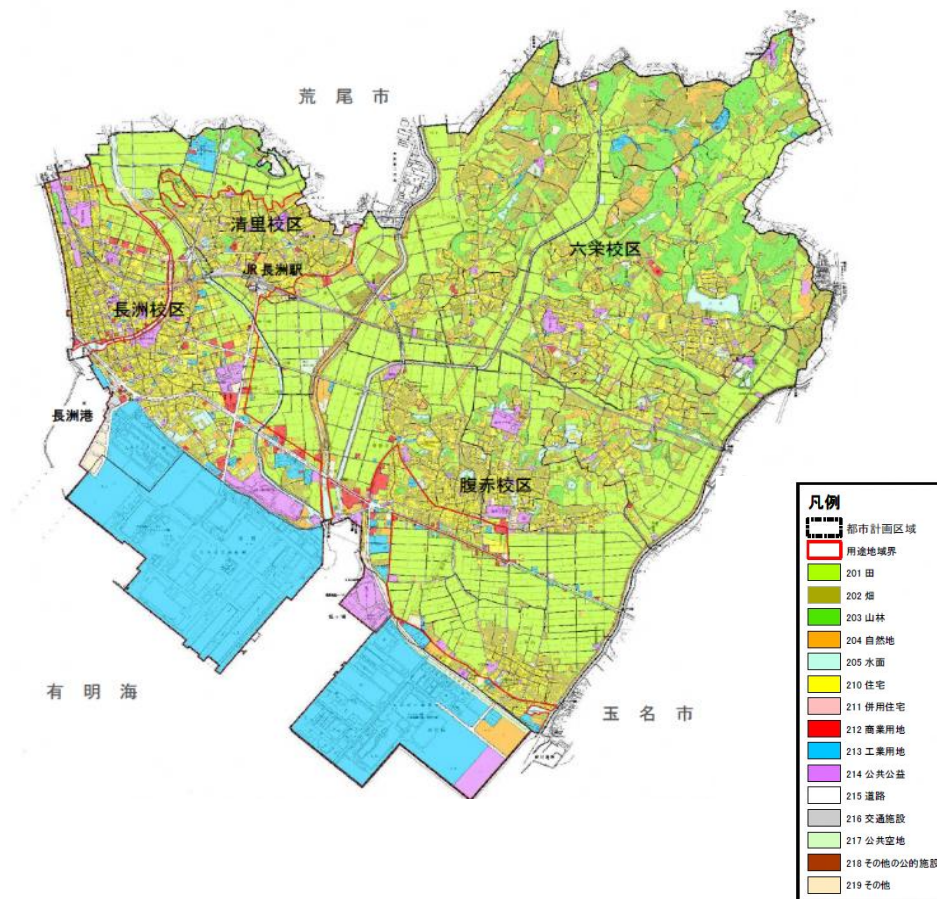 荒尾市
清里校区
六栄校区
JR 長洲駅
長洲校区
長洲港
腹赤校区
有明海
玉名市
凡例
都市計画区域
用途地域界
201 田
202 畑
203 山林
204 自然地
205 水面
210 住宅
211 併用住宅
212 商業用地
213 工業用地
214 公共公益
215 道路
216 交通施設
217 公共空地
218 その他の公的施設
219 その他